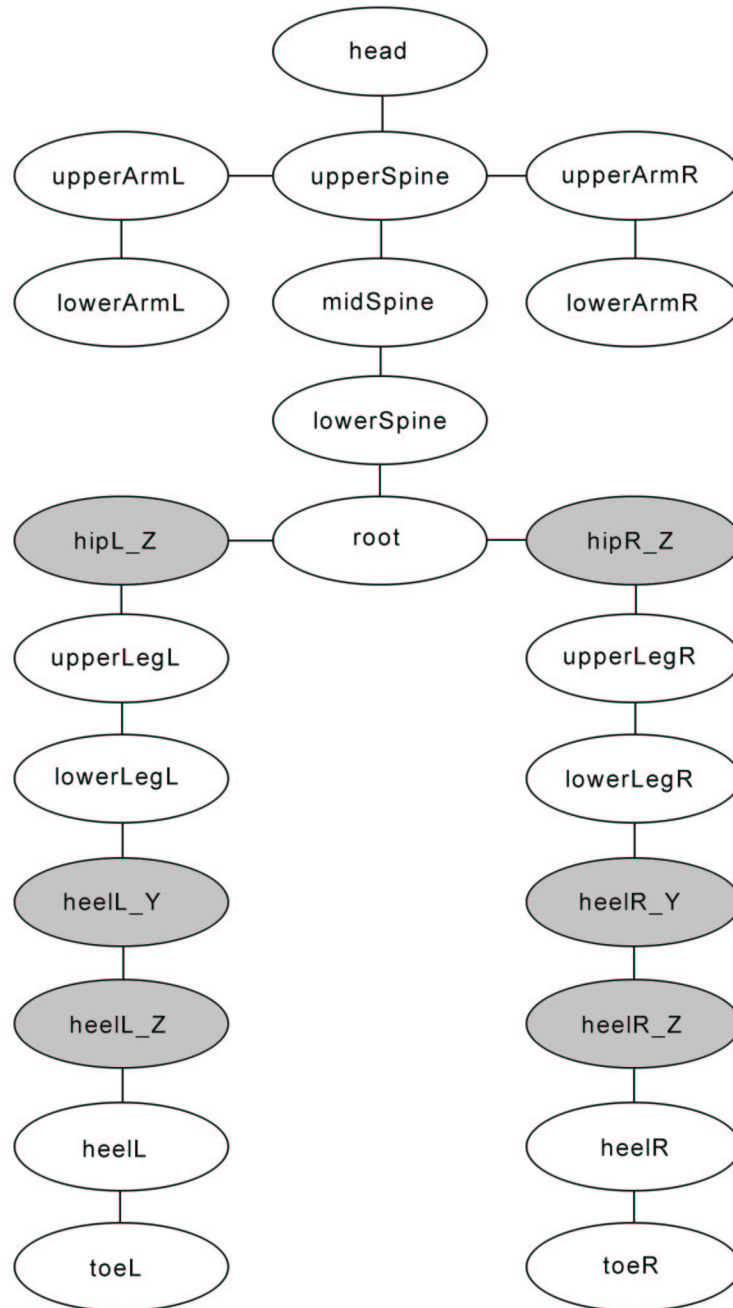 head
upperArmL
upperSpine
upperArmR
lowerArmL
midSpine
lowerArmR
lowerSpine
hipL_Z
root
hipR_Z
upperLegL
upperLegR
lowerLegL
lowerLegR
heelL_Y
heelR_Y
heelL_Z
heelR_Z
heelL
heelR
toeL
toeR